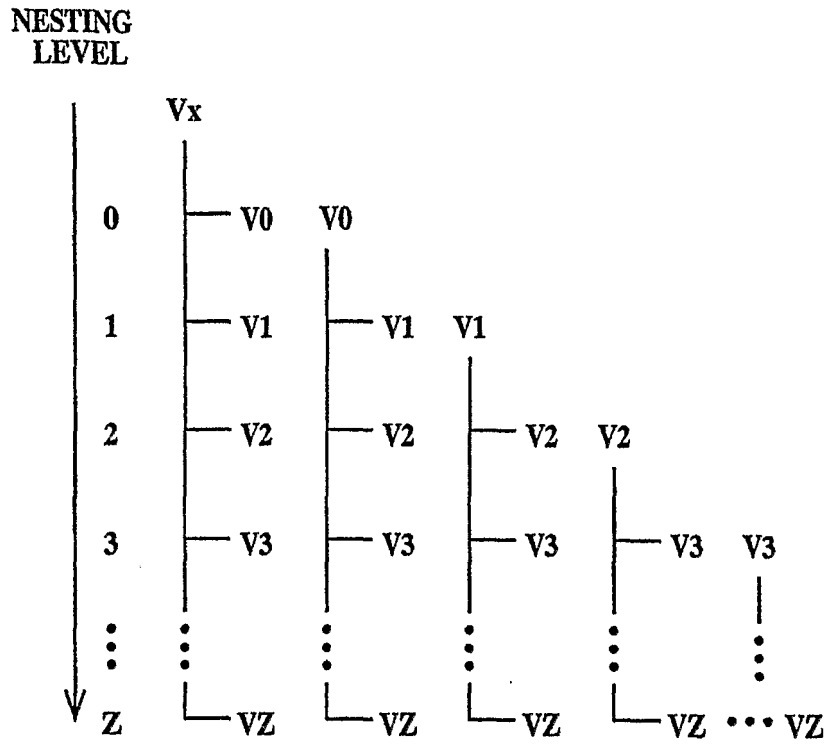 NESTING
LEVEL
Vx
0 V0 V0
1 V1 V1 V1
2 V2 V2 V2 V2
3 V3 V3 V3 V3 V3
Z VZ VZ VZ VZ VZ